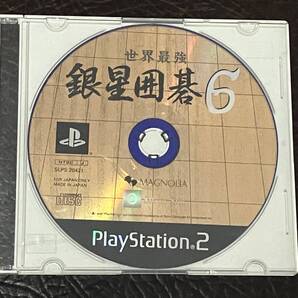 世界最強
銀星囲碁6
NTSC J
SLPS 20421
FOR JAPAN ONLY
MADE IN JAPAN
MAGNOLIA
PlayStation.2